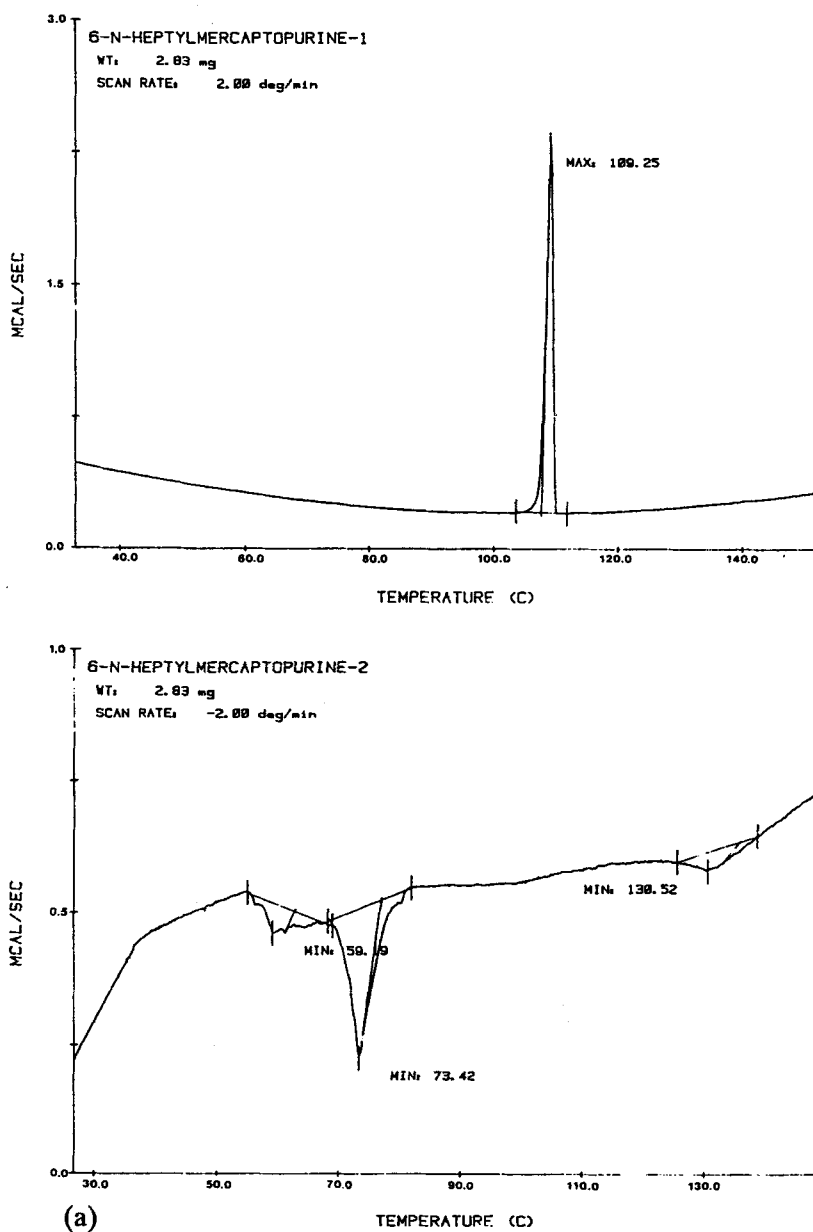 3.0
6-N-HEPTYLMERCAPTOPURINE-1
WT: 2.83 mg
SCAN RATE: 2.00 deg/min
MAX: 109.25
1.5
MCAL/SEC
0.0
40.0 60.0 80.0 100.0 120.0 140.0
TEMPERATURE (C)
1.0
6-N-HEPTYLMERCAPTOPURINE-2
WT: 2.83 mg
SCAN RATE: -2.00 deg/min
MIN: 130.52
0.5
MCAL/SEC
MIN: 59.19
MIN: 73.42
0.0
30.0 50.0 70.0 90.0 110.0 130.0
(a)
TEMPERATURE (C)